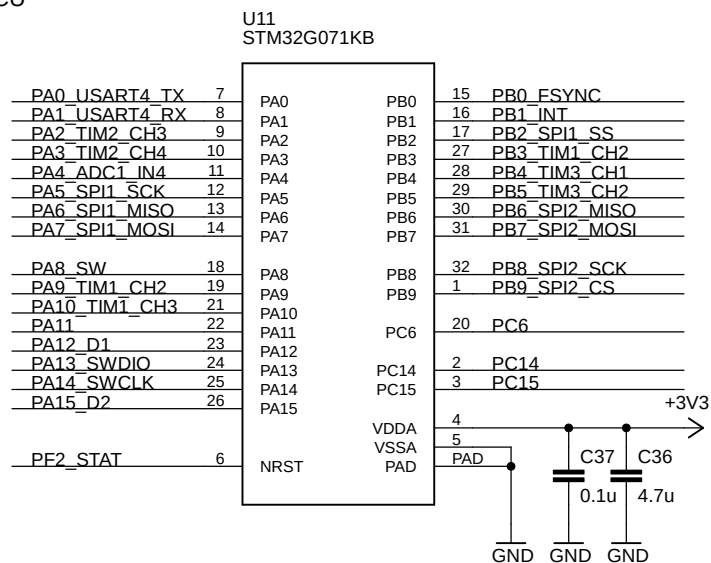 U11
STM32G071KB
PA0_USART4_TX 7 PA0 PB0 15 PB0_FSYNC
PA1_USART4_RX 8 PA1 PB1 16 PB1_INT
PA2_TIM2_CH3 9 PA2 PB2 17 PB2_SPI1_SS
PA3_TIM2_CH4 10 PA3 PB3 27 PB3_TIM1_CH2
PA4_ADC1_IN4 11 PA4 PB4 28 PB4_TIM3_CH1
PA5_SPI1_SCK 12 PA5 PB5 29 PB5_TIM3_CH2
PA6_SPI1_MISO 13 PA6 PB6 30 PB6_SPI2_MISO
PA7_SPI1_MOSI 14 PA7 PB7 31 PB7_SPI2_MOSI
PA8_SW 18 PA8 PB8 32 PB8_SPI2_SCK
PA9_TIM1_CH2 19 PA9 PB9 1 PB9_SPI2_CS
PA10_TIM1_CH3 21 PA10
PA11 22 PA11 PC6 20 PC6
PA12_D1 23 PA12
PA13_SWDIO 24 PA13 PC14 2 PC14
PA14_SWCLK 25 PA14 PC15 3 PC15
PA15_D2 26 PA15
+3V3
VDDA 4
VSSA 5
PF2_STAT 6 NRST PAD PAD
C37 C36
0.1u 4.7u
GND GND GND